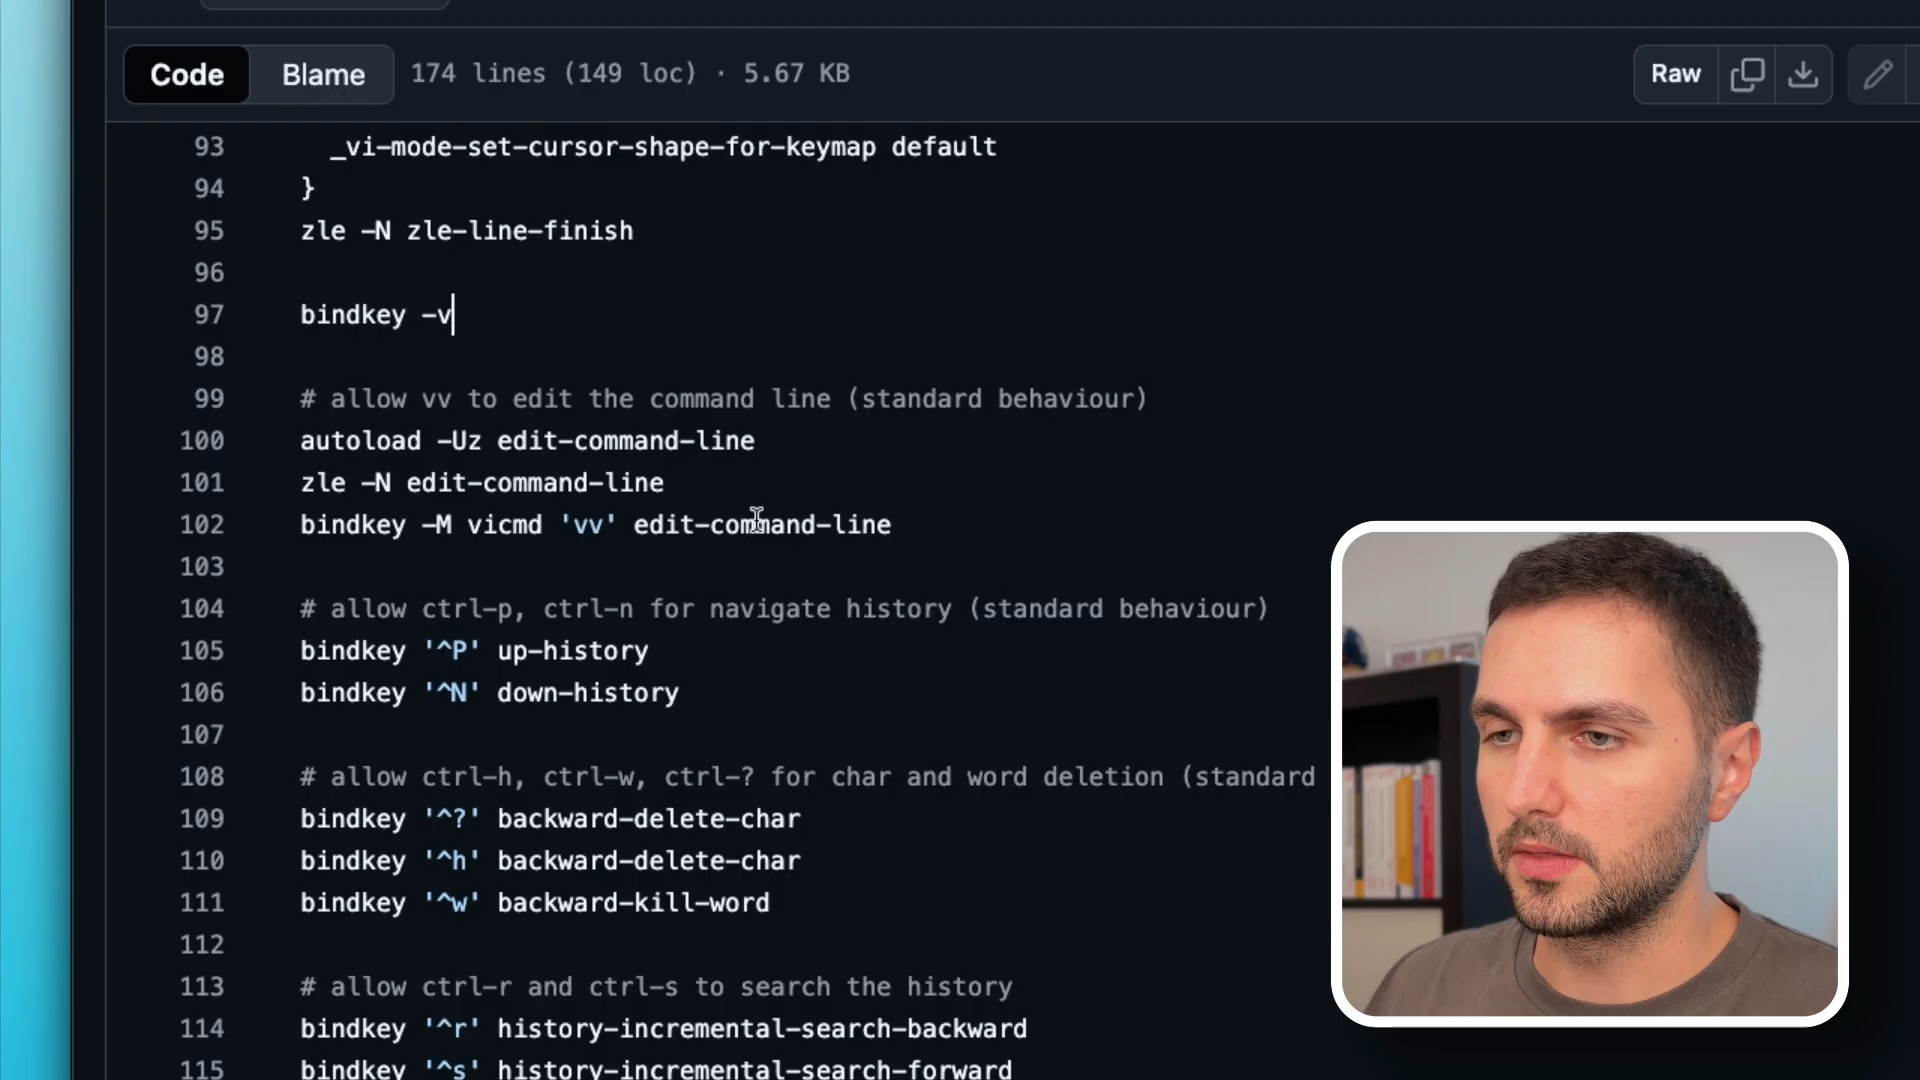 Code Blame 174 lines (149 loc) · 5.67 KB Raw
93 _vi-mode-set-cursor-shape-for-keymap default
94 }
95 zle -N zle-line-finish
96
97 bindkey -v
98
99 # allow vv to edit the command line (standard behaviour)
100 autoload -Uz edit-command-line
101 zle -N edit-command-line
102 bindkey -M vicmd 'vv' edit-command-line
103
104 # allow ctrl-p, ctrl-n for navigate history (standard behaviour)
105 bindkey '^P' up-history
106 bindkey '^N' down-history
107
108 # allow ctrl-h, ctrl-w, ctrl-? for char and word deletion (standard
109 bindkey '^?' backward-delete-char
110 bindkey '^h' backward-delete-char
111 bindkey '^w' backward-kill-word
112
113 # allow ctrl-r and ctrl-s to search the history
114 bindkey '^r' history-incremental-search-backward
115 bindkey '^s' history-incremental-search-forward